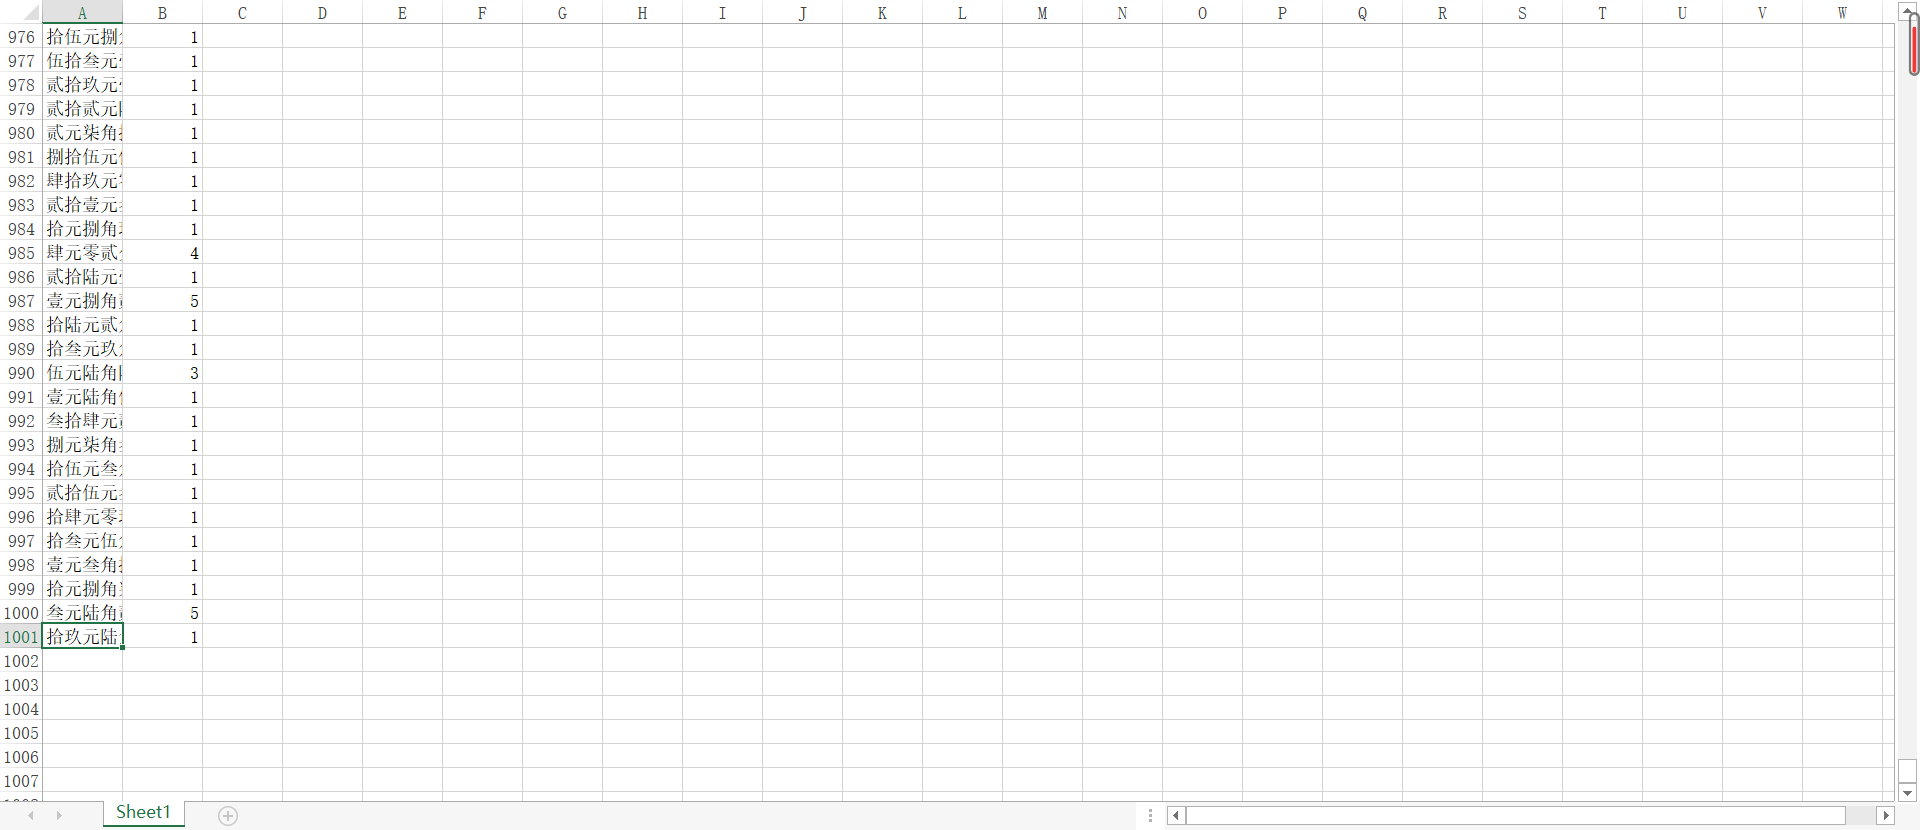 A B C D E F G H I J K L M N O P Q R S T U V W
976 拾伍元捌 1
977 伍拾叁元 1
978 贰拾玖元 1
979 贰拾贰元 1
980 贰元柒角 1
981 捌拾伍元 1
982 肆拾玖元 1
983 贰拾壹元 1
984 拾元捌角 1
985 肆元零贰 4
986 贰拾陆元 1
987 壹元捌角 5
988 拾陆元贰 1
989 拾叁元玖 1
990 伍元陆角 3
991 壹元陆角 1
992 叁拾肆元 1
993 捌元柒角 1
994 拾伍元叁 1
995 贰拾伍元 1
996 拾肆元零 1
997 拾叁元伍 1
998 壹元叁角 1
999 拾元捌角 1
1000 叁元陆角 5
1001 拾玖元陆 1
1002
1003
1004
1005
1006
1007
Sheet1